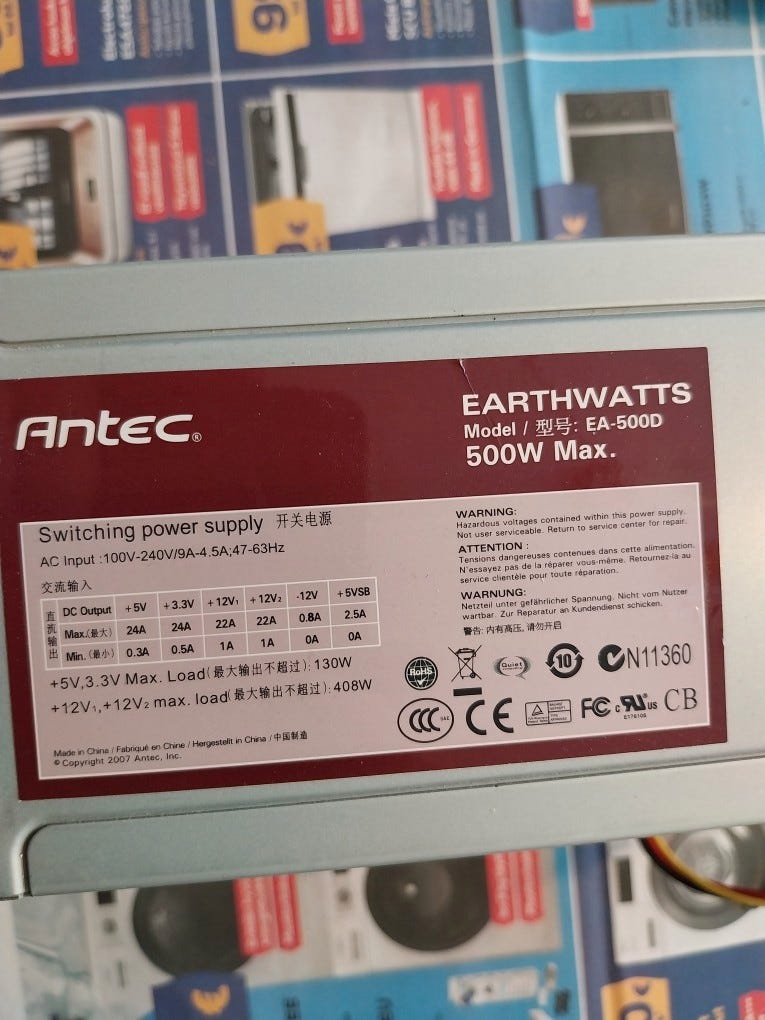 Antec®
EARTHWATTS
Model / 型号: EA-500D
500W Max.
Switching power supply 开关电源
AC Input :100V-240V/9A-4.5A;47-63Hz
交流输入
直流输出
DC Output +5V +3.3V +12V1 +12V2 -12V +5VSB
Max.(最大) 24A 24A 22A 22A 0.8A 2.5A
Min. (最小) 0.3A 0.5A 1A 1A 0A 0A
+5V,3.3V Max. Load(最大输出不超过): 130W
+12V1,+12V2 max. load(最大输出不超过): 408W
Made in China / Fabriqué en Chine / Hergestellt in China / 中国制造
© Copyright 2007 Antec, Inc.
WARNING:
Hazardous voltages contained within this power supply.
Not user serviceable. Return to service center for repair.
ATTENTION :
Tensions dangereuses contenues dans cette alimentation.
N'essayez pas de la réparer vous-même. Retournez-la au
service clientèle pour toute réparation.
WARNUNG:
Netzteil unter gefährlicher Spannung. Nicht vom Nutzer
wartbar. Zur Reparatur an Kundendienst schicken.
警告: 内有高压, 请勿开启
RoHS Quiet 10 N11360
CCC S&E CE FC c RU US CB
E176105